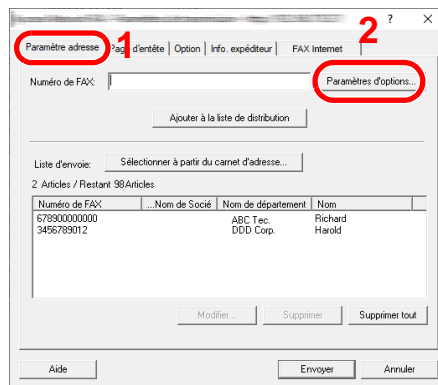 ? X
Paramètre adresse 1 Page d'entête Option Info. expéditeur FAX Internet 2
Numéro de FAX: Paramètres d'options...
Ajouter à la liste de distribution
Liste d'envoie: Sélectionner à partir du carnet d'adresse...
2 Articles / Restant 98Articles
Numéro de FAX ...Nom de Socié Nom de département Nom
678900000000 ABC Tec. Richard
3456789012 DDD Corp. Harold
Modifier... Supprimer Supprimer tout
Aide Envoyer Annuler